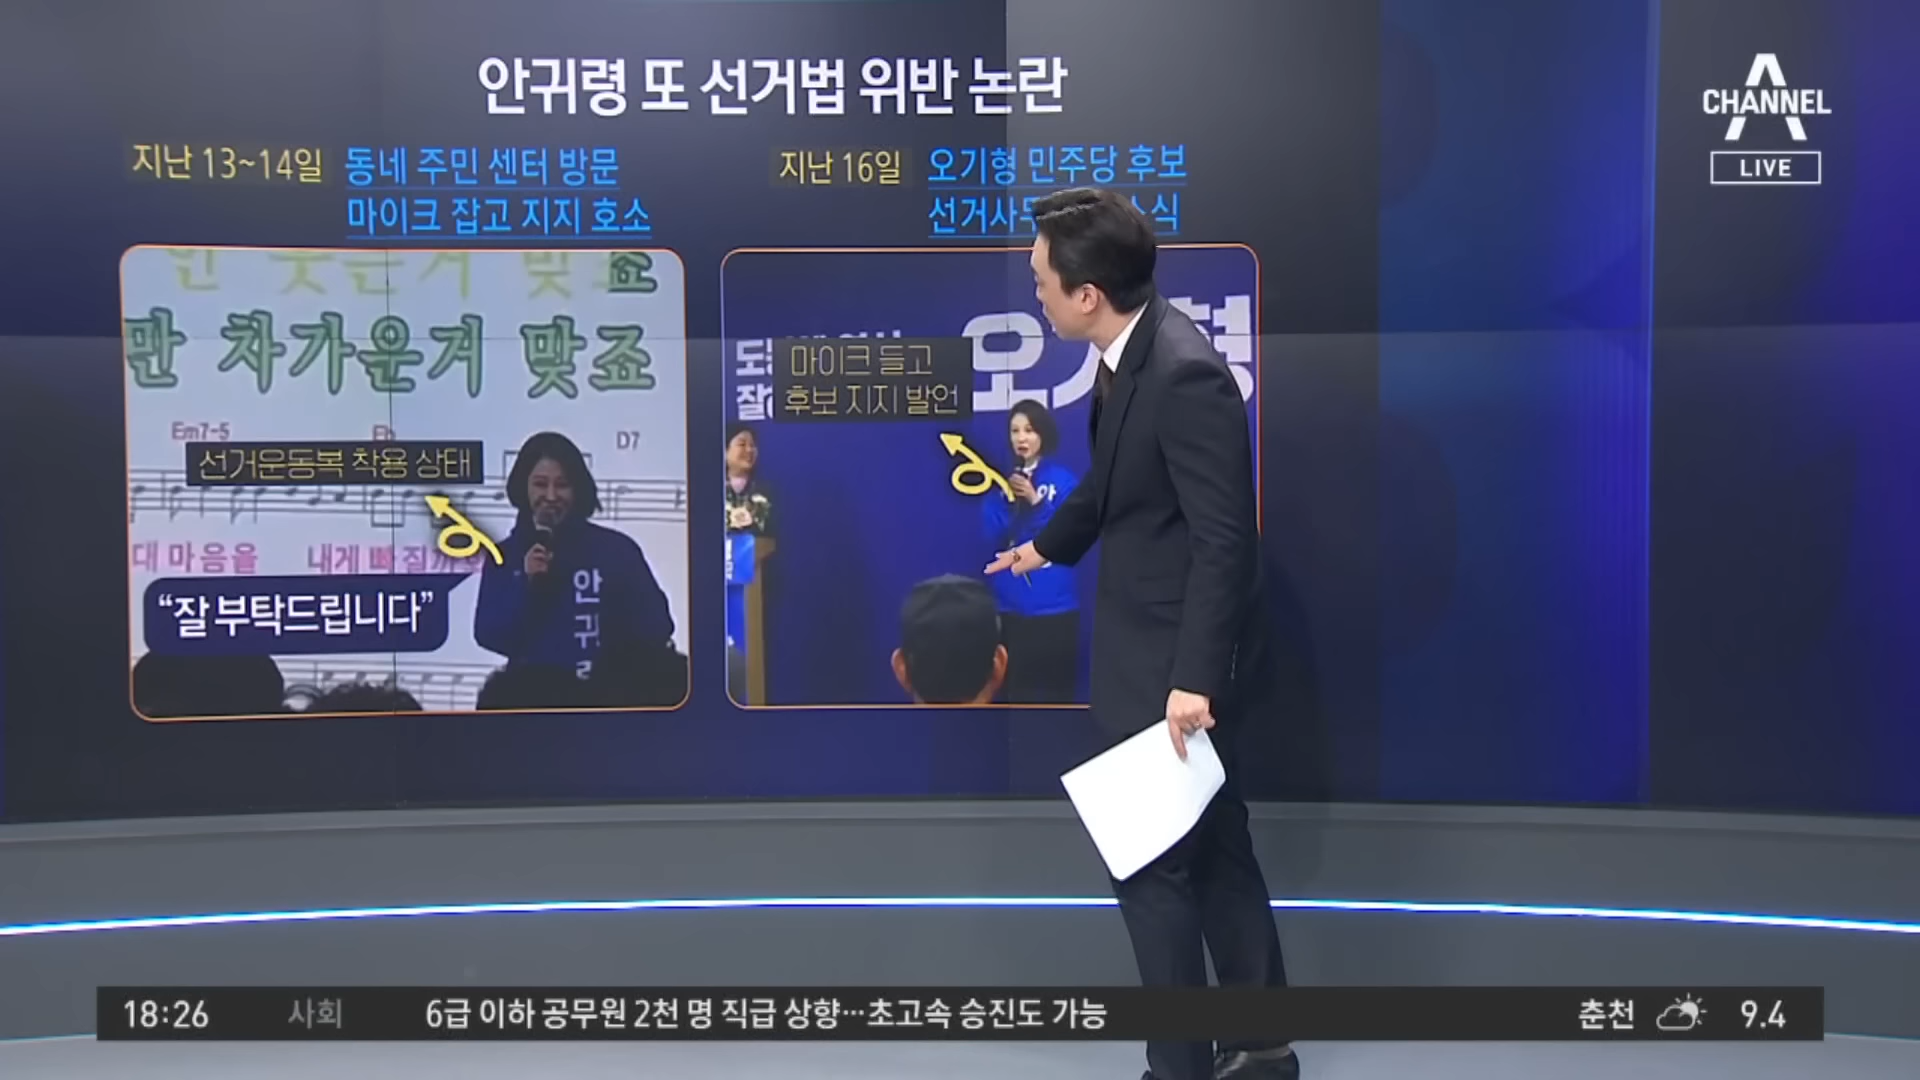 안귀령 또 선거법 위반 논란
CHANNEL A
LIVE
지난 13~14일
동네 주민 센터 방문
마이크 잡고 지지 호소
지난 16일
오기형 민주당 후보
선거사무 식
만 차가운거 맞죠
Em7-5
D7
선거운동복 착용 상태
대 마음을 내게 빠질까
“잘 부탁드립니다”
안귀
마이크 들고
후보 지지 발언
18:26 사회 6급 이하 공무원 2천 명 직급 상향…초고속 승진도 가능 춘천 9.4